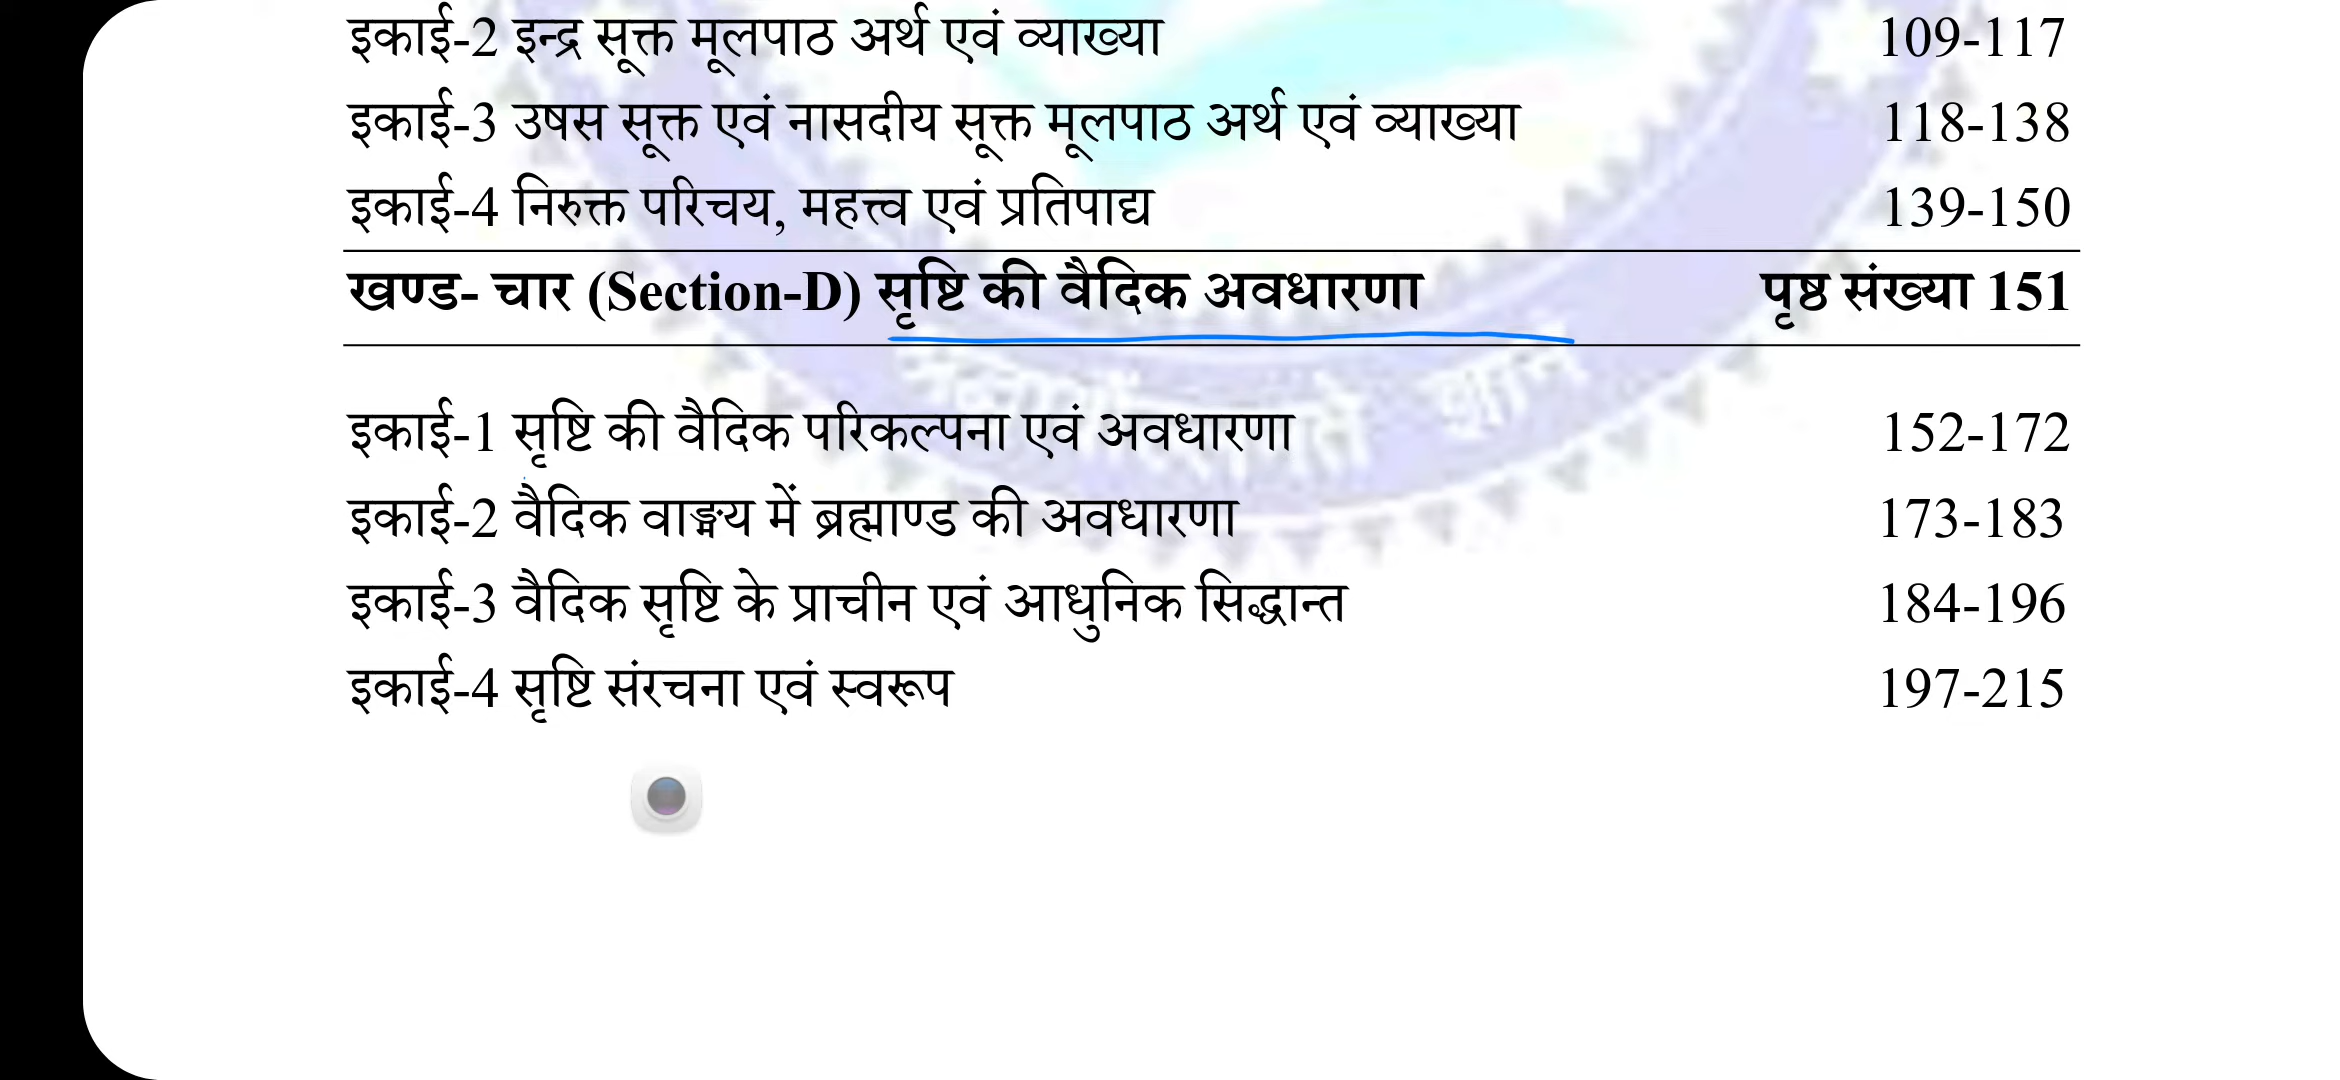 इकाई-2 इन्द्र सूक्त मूलपाठ अर्थ एवं व्याख्या 109-117
इकाई-3 उषस सूक्त एवं नासदीय सूक्त मूलपाठ अर्थ एवं व्याख्या 118-138
इकाई-4 निरुक्त परिचय, महत्त्व एवं प्रतिपाद्य 139-150
खण्ड- चार (Section-D) सृष्टि की वैदिक अवधारणा पृष्ठ संख्या 151
इकाई-1 सृष्टि की वैदिक परिकल्पना एवं अवधारणा 152-172
इकाई-2 वैदिक वाङ्मय में ब्रह्माण्ड की अवधारणा 173-183
इकाई-3 वैदिक सृष्टि के प्राचीन एवं आधुनिक सिद्धान्त 184-196
इकाई-4 सृष्टि संरचना एवं स्वरूप 197-215